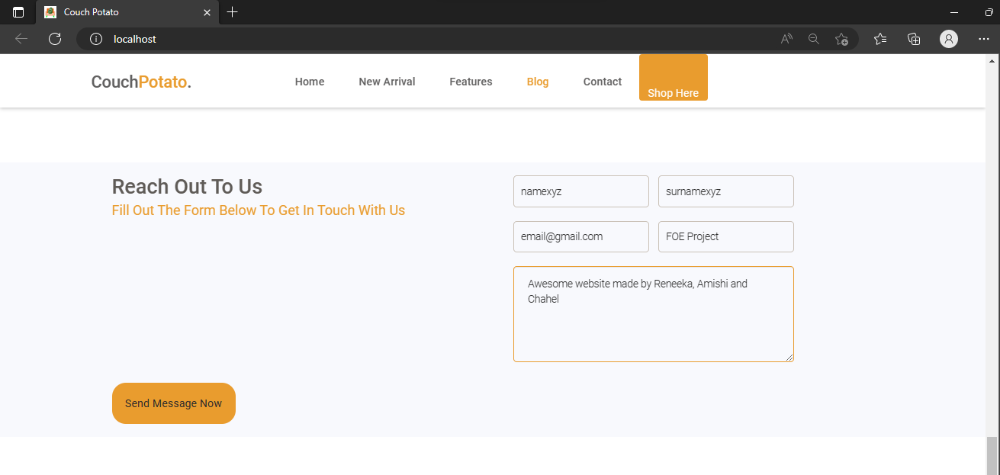 Couch Potato
localhost
CouchPotato.
Home New Arrival Features Blog Contact Shop Here
Reach Out To Us
Fill Out The Form Below To Get In Touch With Us
namexyz surnamexyz
email@gmail.com FOE Project
Awesome website made by Reneeka, Amishi and
Chahel
Send Message Now